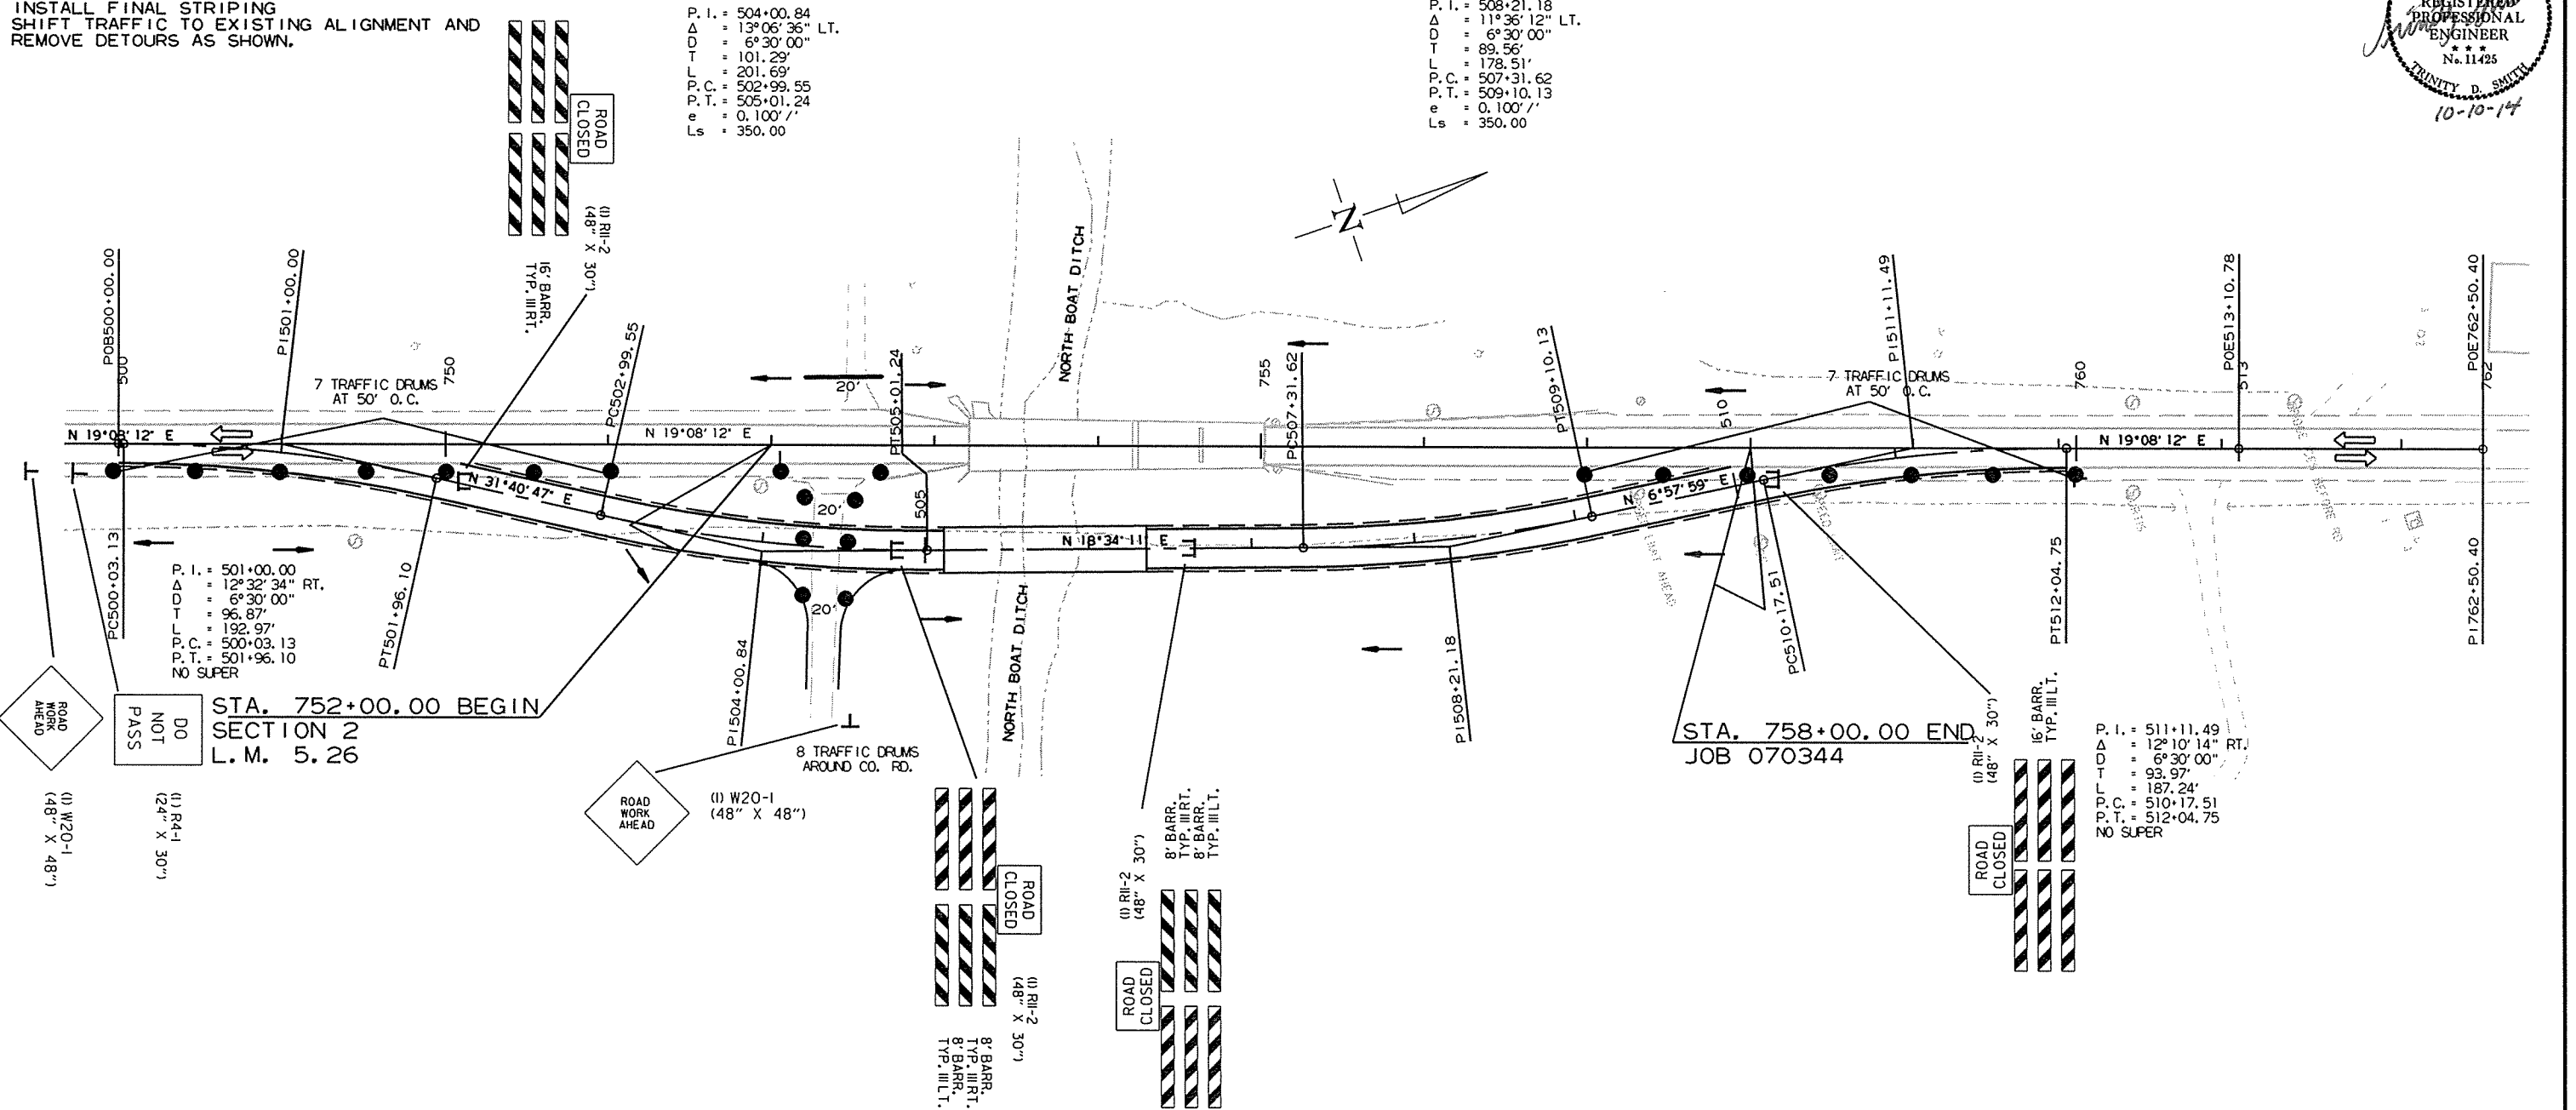 INSTALL FINAL STRIPING
SHIFT TRAFFIC TO EXISTING ALIGNMENT AND
REMOVE DETOURS AS SHOWN.
P.I. = 504+00.84
Δ = 13°06'36" LT.
D = 6°30'00"
T = 101.29'
L = 201.69'
P.C. = 502+99.55
P.T. = 505+01.24
e = 0.100'/'
Ls = 350.00
P.I. = 508+21.18
Δ = 11°36'12" LT.
D = 6°30'00"
T = 89.56'
L = 178.51'
P.C. = 507+31.62
P.T. = 509+10.13
e = 0.100'/'
Ls = 350.00
REGISTERED
PROFESSIONAL
ENGINEER
★ ★ ★
No. 11425
TRINITY D. SMITH
10-10-14
ROAD
CLOSED
(1) R11-2
(48" X 30")
16' BARR.
TYP. III RT.
N
NORTH BOAT DITCH
POB500+00.00
500
PI501+00.00
750
PC502+99.55
7 TRAFFIC DRUMS
AT 50' O.C.
20'
PT505+01.24
755
PC507+31.62
PT509+10.13
510
7 TRAFFIC DRUMS
AT 50' O.C.
PI511+11.49
760
POE513+10.78
513
POE762+50.40
762
N 19°08'12" E
N 19°08'12" E
N 19°08'12" E
N 31°40'47" E
20'
505
N 18°34'11" E
N 6°57'59" E
PC500+03.13
P.I. = 501+00.00
Δ = 12°32'34" RT.
D = 6°30'00"
T = 96.87'
L = 192.97'
P.C. = 500+03.13
P.T. = 501+96.10
NO SUPER
PT501+96.10
20'
PI504+00.84
NORTH BOAT DITCH
PI508+21.18
PC510+17.51
PT512+04.75
PI762+50.40
ROAD
WORK
AHEAD
DO
NOT
PASS
STA. 752+00.00 BEGIN
SECTION 2
L.M. 5.26
(1) W20-1
(48" X 48")
(1) R4-1
(24" X 30")
8 TRAFFIC DRUMS
AROUND CO. RD.
ROAD
WORK
AHEAD
(1) W20-1
(48" X 48")
ROAD
CLOSED
(1) R11-2
(48" X 30")
8' BARR.
TYP. III RT.
8' BARR.
TYP. III LT.
(1) R11-2
(48" X 30")
8' BARR.
TYP. III RT.
8' BARR.
TYP. III LT.
ROAD
CLOSED
STA. 758+00.00 END
JOB 070344
(1) R11-2
(48" X 30")
16' BARR.
TYP. III LT.
ROAD
CLOSED
P.I. = 511+11.49
Δ = 12°10'14" RT.
D = 6°30'00"
T = 93.97'
L = 187.24'
P.C. = 510+17.51
P.T. = 512+04.75
NO SUPER